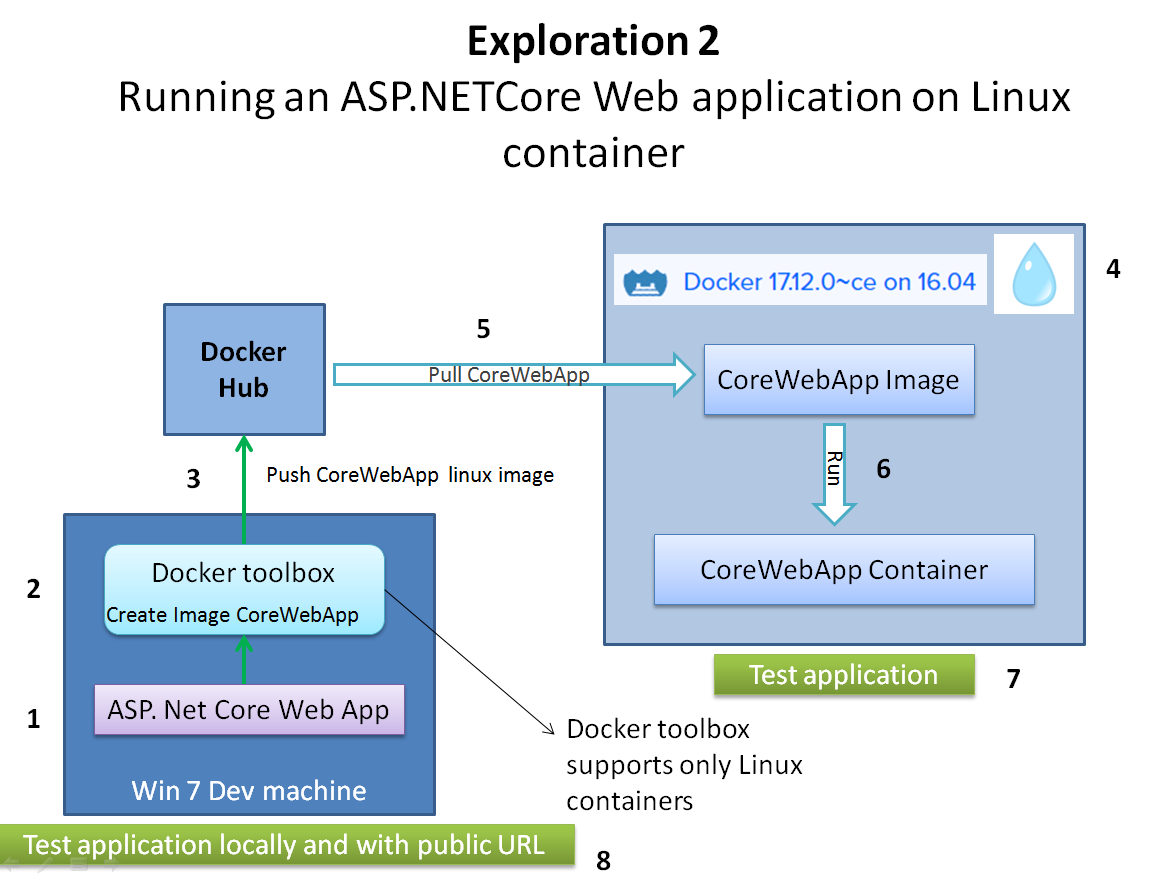 Exploration 2
Running an ASP.NETCore Web application on Linux
container
4
Docker 17.12.0~ce on 16.04
5
Docker
Hub
Pull CoreWebApp
CoreWebApp Image
3
Push CoreWebApp linux image
Run
6
2
Docker toolbox
Create Image CoreWebApp
CoreWebApp Container
1
ASP. Net Core Web App
Test application
7
Docker toolbox
supports only Linux
containers
Win 7 Dev machine
Test application locally and with public URL
8